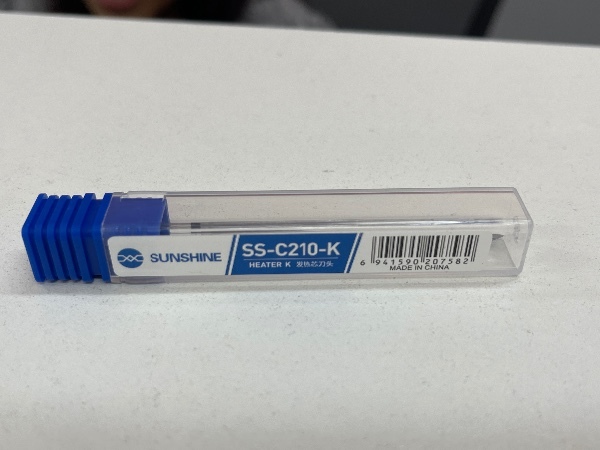 SUNSHINE
SS-C210-K
HEATER K 发热芯刀头
6 941590 207582
MADE IN CHINA